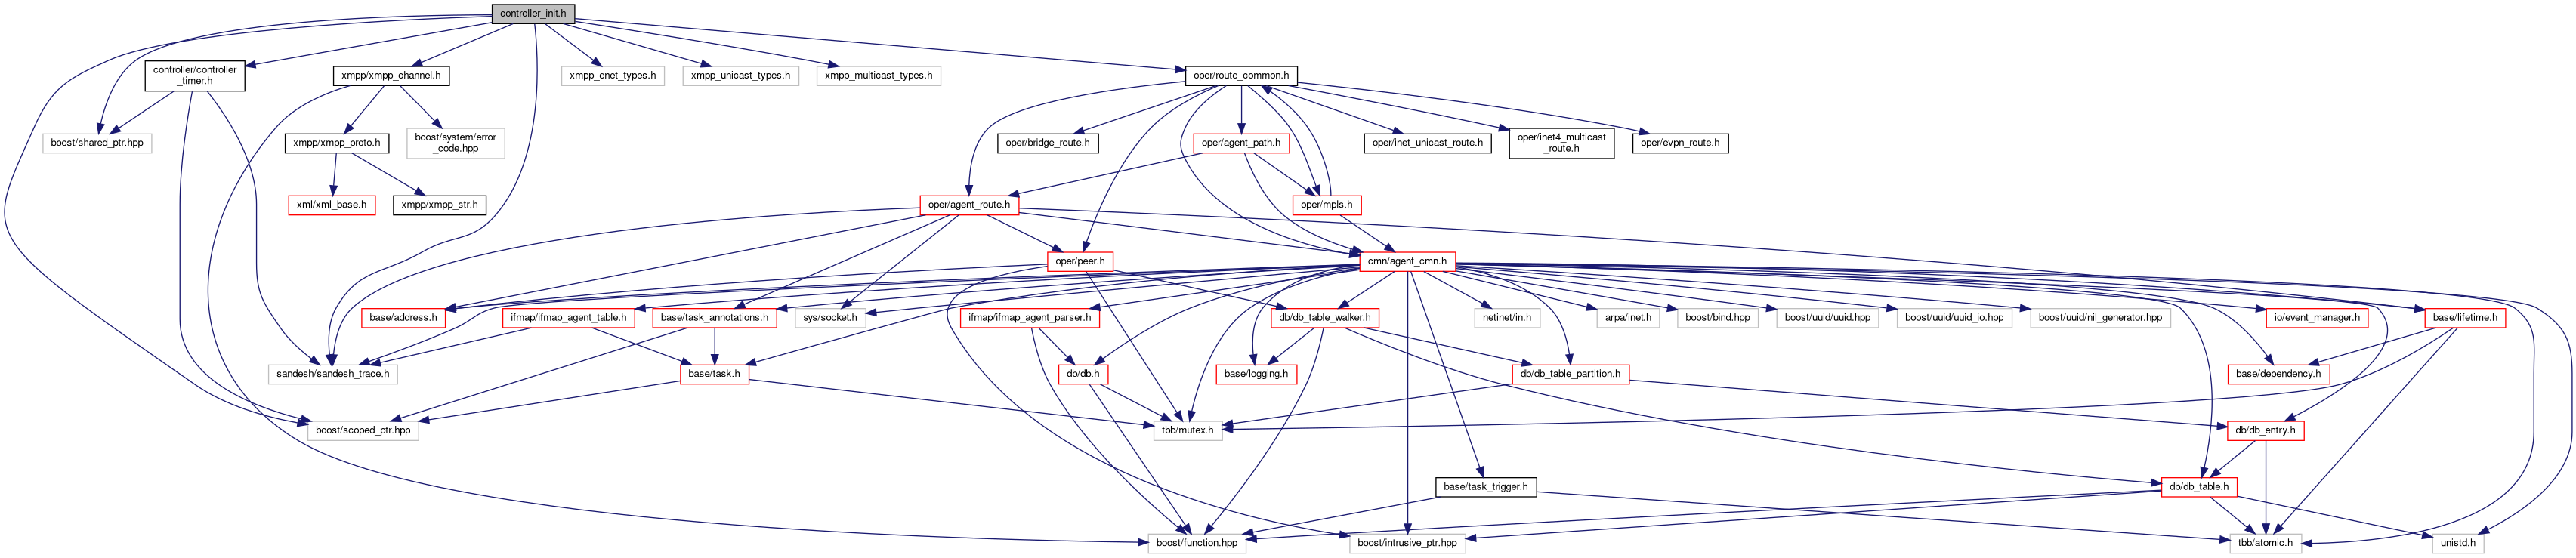 controller_init.h
controller/controller
_timer.h
xmpp/xmpp_channel.h
xmpp_enet_types.h
xmpp_unicast_types.h
xmpp_multicast_types.h
oper/route_common.h
boost/shared_ptr.hpp
xmpp/xmpp_proto.h
boost/system/error
_code.hpp
oper/bridge_route.h
oper/agent_path.h
oper/inet_unicast_route.h
oper/inet4_multicast
_route.h
oper/evpn_route.h
xml/xml_base.h
xmpp/xmpp_str.h
oper/agent_route.h
oper/mpls.h
oper/peer.h
cmn/agent_cmn.h
base/address.h
ifmap/ifmap_agent_table.h
base/task_annotations.h
sys/socket.h
ifmap/ifmap_agent_parser.h
db/db_table_walker.h
netinet/in.h
arpa/inet.h
boost/bind.hpp
boost/uuid/uuid.hpp
boost/uuid/uuid_io.hpp
boost/uuid/nil_generator.hpp
io/event_manager.h
base/lifetime.h
sandesh/sandesh_trace.h
base/task.h
db/db.h
base/logging.h
db/db_table_partition.h
base/dependency.h
boost/scoped_ptr.hpp
tbb/mutex.h
db/db_entry.h
base/task_trigger.h
db/db_table.h
boost/function.hpp
boost/intrusive_ptr.hpp
tbb/atomic.h
unistd.h